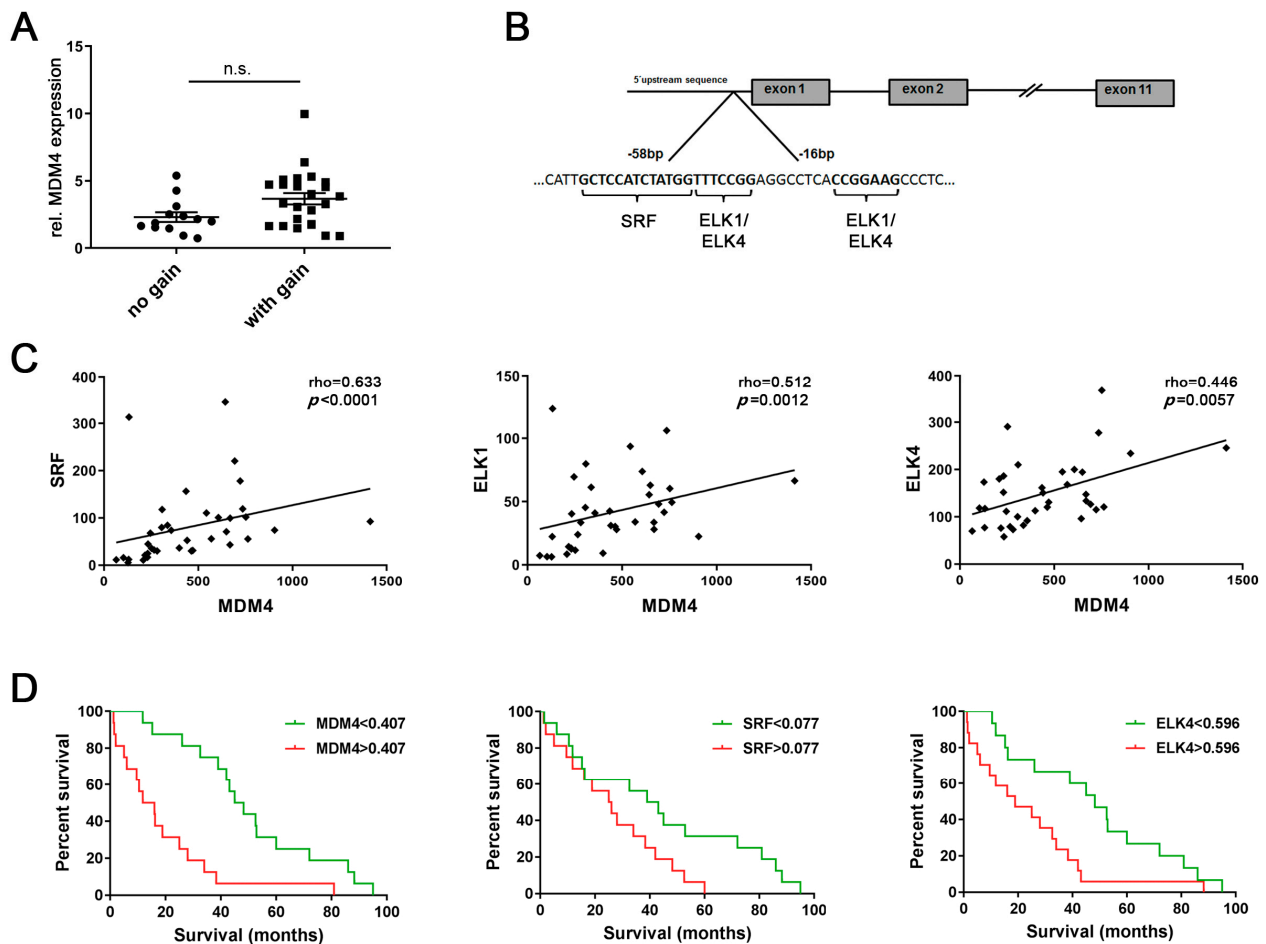 A
rel. MDM4 expression
15
10
5
0
n.s.
no gain
with gain
B
5´upstream sequence
exon 1
exon 2
exon 11
-58bp
-16bp
...CATTGCTCCATCTATGGTTTCCGGAGGCCTCACCGGAAGCCCTC...
SRF
ELK1/
ELK4
ELK1/
ELK4
C
SRF
400
300
200
100
0
rho=0.633
p<0.0001
0
500
1000
1500
MDM4
ELK1
150
100
50
0
rho=0.512
p=0.0012
0
500
1000
1500
MDM4
ELK4
400
300
200
100
0
rho=0.446
p=0.0057
0
500
1000
1500
MDM4
D
Percent survival
100
80
60
40
20
0
MDM4<0.407
MDM4>0.407
0
20
40
60
80
100
Survival (months)
Percent survival
100
80
60
40
20
0
SRF<0.077
SRF>0.077
0
20
40
60
80
100
Survival (months)
Percent survival
100
80
60
40
20
0
ELK4<0.596
ELK4>0.596
0
20
40
60
80
100
Survival (months)